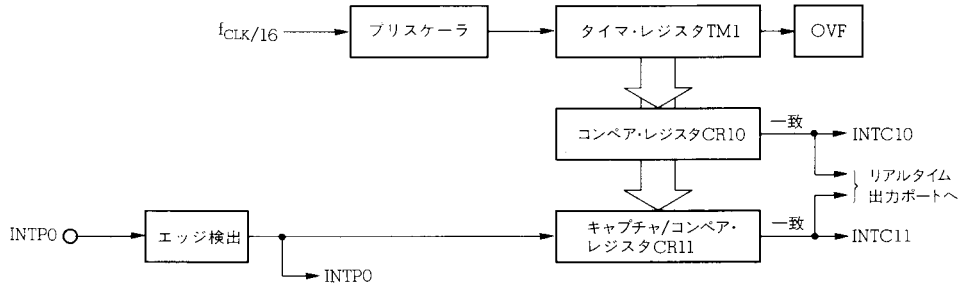 fCLK/16
プリスケーラ
タイマ・レジスタTM1
OVF
コンペア・レジスタCR10
一致
INTC10
リアルタイム
出力ポートへ
INTP0
エッジ検出
キャプチャ/コンペア・
レジスタCR11
一致
INTC11
INTP0